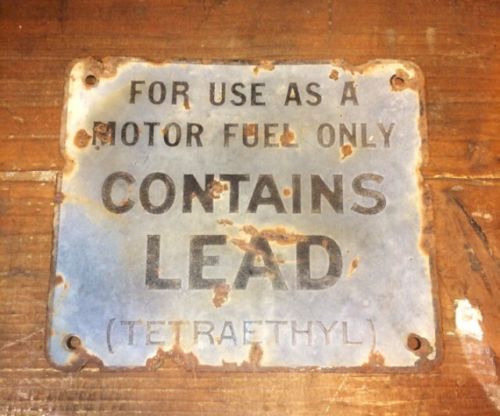 FOR USE AS A
MOTOR FUEL ONLY
CONTAINS
LEAD
(TETRAETHYL)